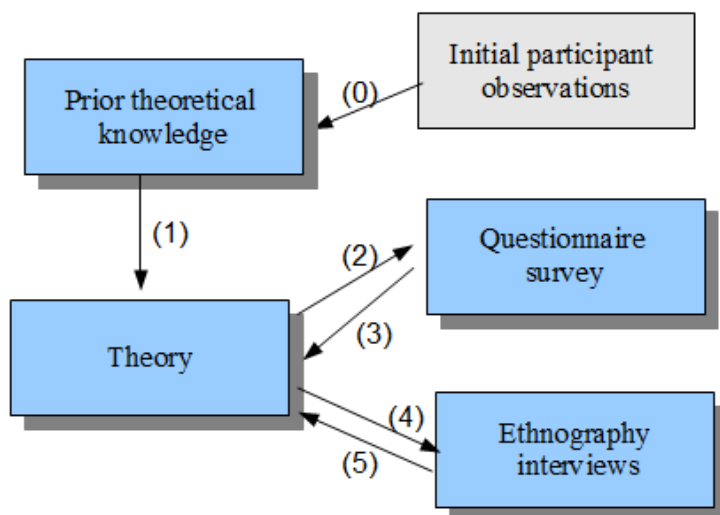 Initial participant
observations
(0)
Prior theoretical
knowledge
(1)
(2)
Questionnaire
survey
(3)
Theory
(4)
(5)
Ethnography
interviews